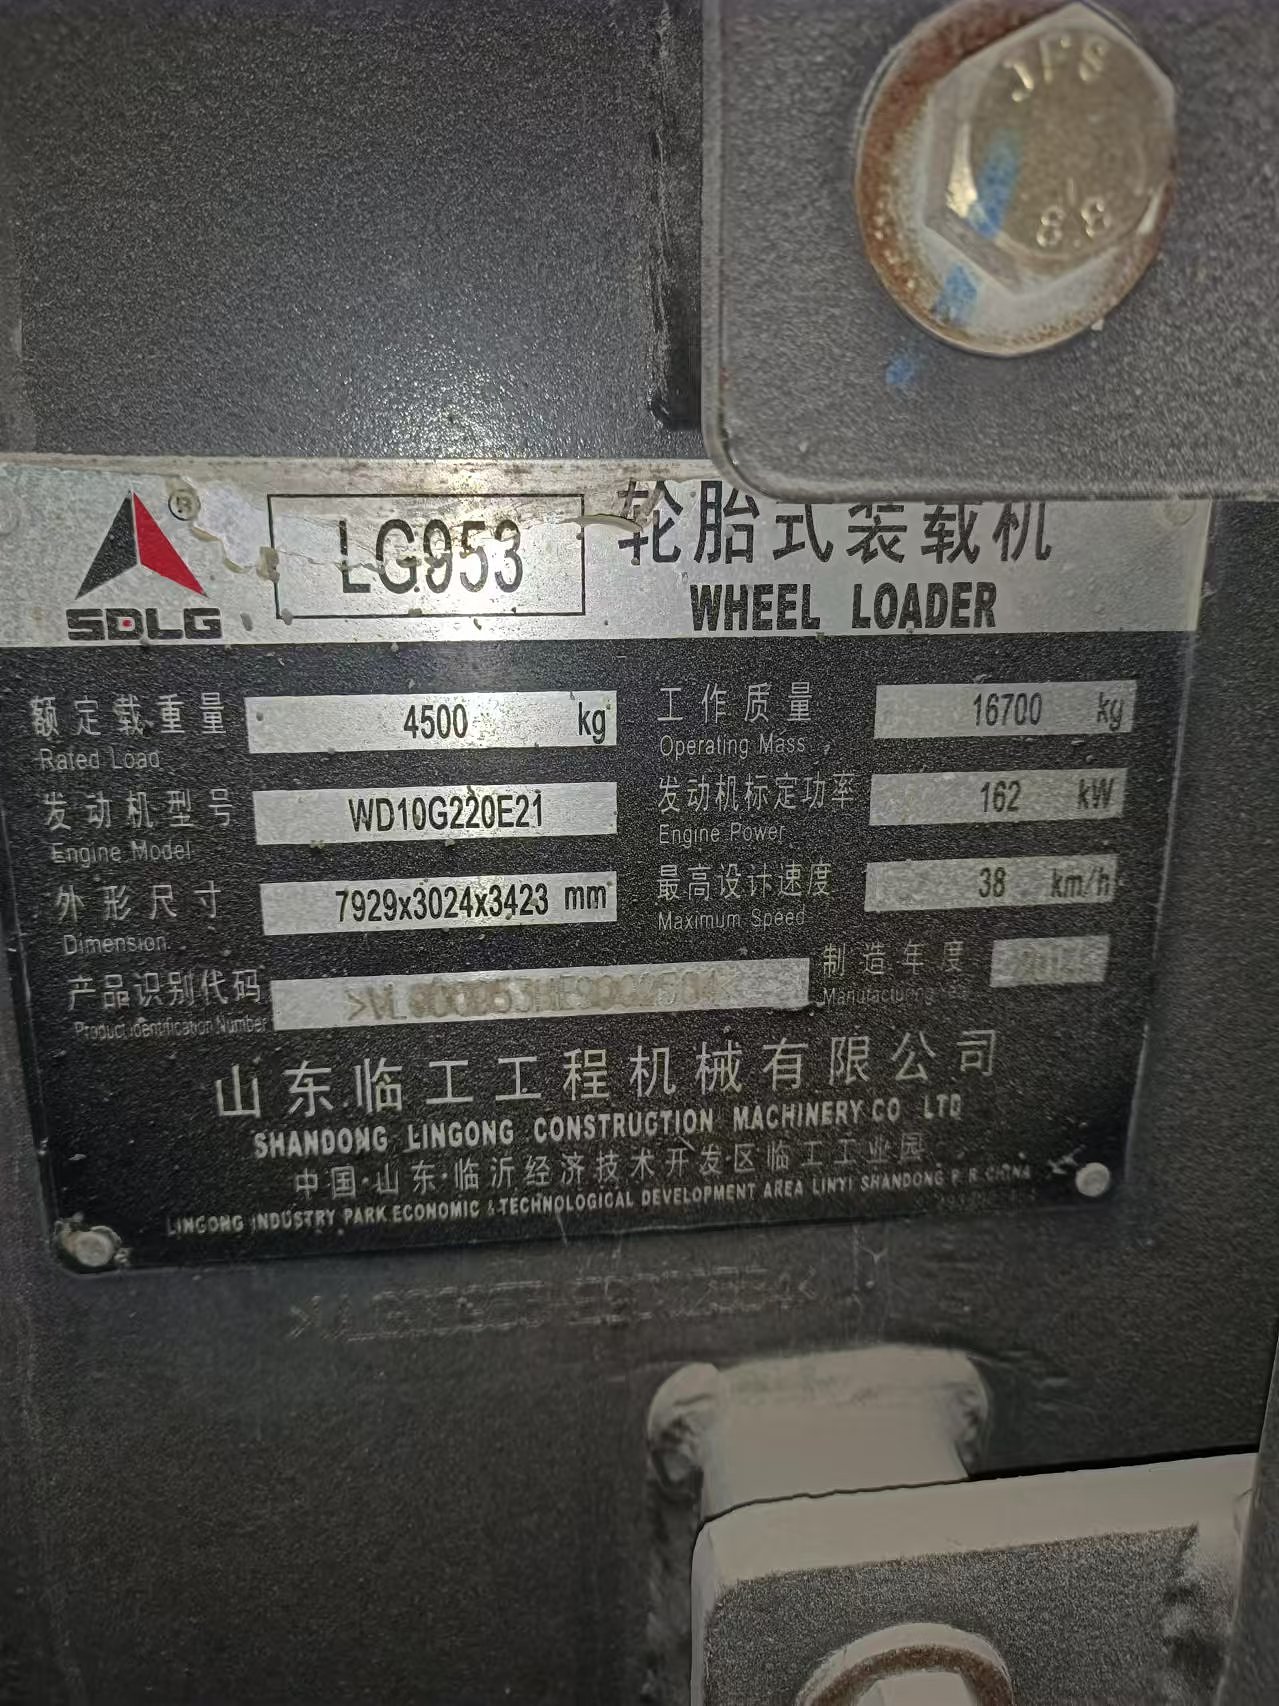 JFS
8.8
®
SDLG
LG953
轮胎式装载机
WHEEL LOADER
额定载重量 4500 kg
Rated Load
工作质量 16700 kg
Operating Mass
发动机型号 WD10G220E21
Engine Model
发动机标定功率 162 kW
Engine Power
外形尺寸 7929x3024x3423 mm
Dimension
最高设计速度 38 km/h
Maximum Speed
产品识别代码
Product Identification Number
制造年度
Manufacturing
山东临工工程机械有限公司
SHANDONG LINGONG CONSTRUCTION MACHINERY CO LTD
中国·山东·临沂经济技术开发区临工工业园
LINGONG INDUSTRY PARK ECONOMIC &TECHNOLOGICAL DEVELOPMENT AREA LINYI SHANDONG P.R.CHINA